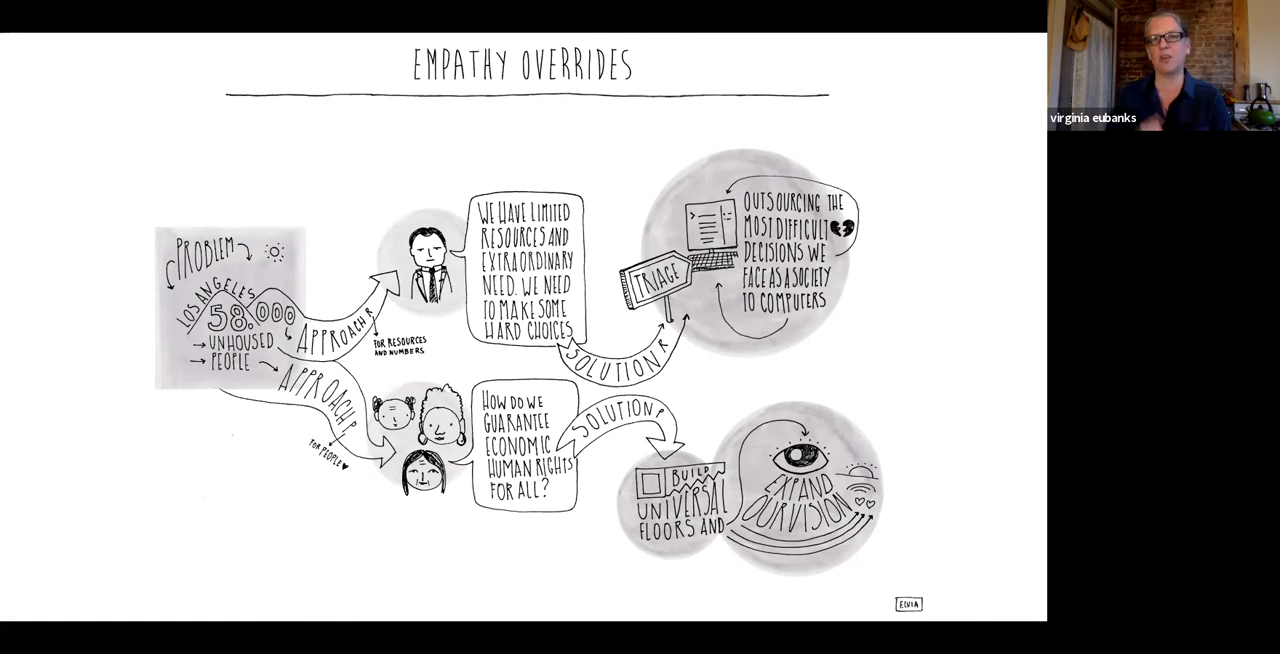 EMPATHY OVERRIDES
virginia eubanks
PROBLEM
LOS ANGELES
58.000
UNHOUSED
PEOPLE
APPROACH R
FOR RESOURCES
AND NUMBERS
WE HAVE LIMITED
RESOURCES AND
EXTRAORDINARY
NEED. WE NEED
TO MAKE SOME
HARD CHOICES
SOLUTION R
TRIAGE
OUTSOURCING THE
MOST DIFFICULT
DECISIONS WE
FACE AS A SOCIETY
TO COMPUTERS
APPROACH P
FOR PEOPLE
HOW DO WE
GUARANTEE
ECONOMIC
HUMAN RIGHTS
FOR ALL?
SOLUTION P
BUILD
UNIVERSAL
FLOORS AND
EXPAND
OUR VISION
ELVIA